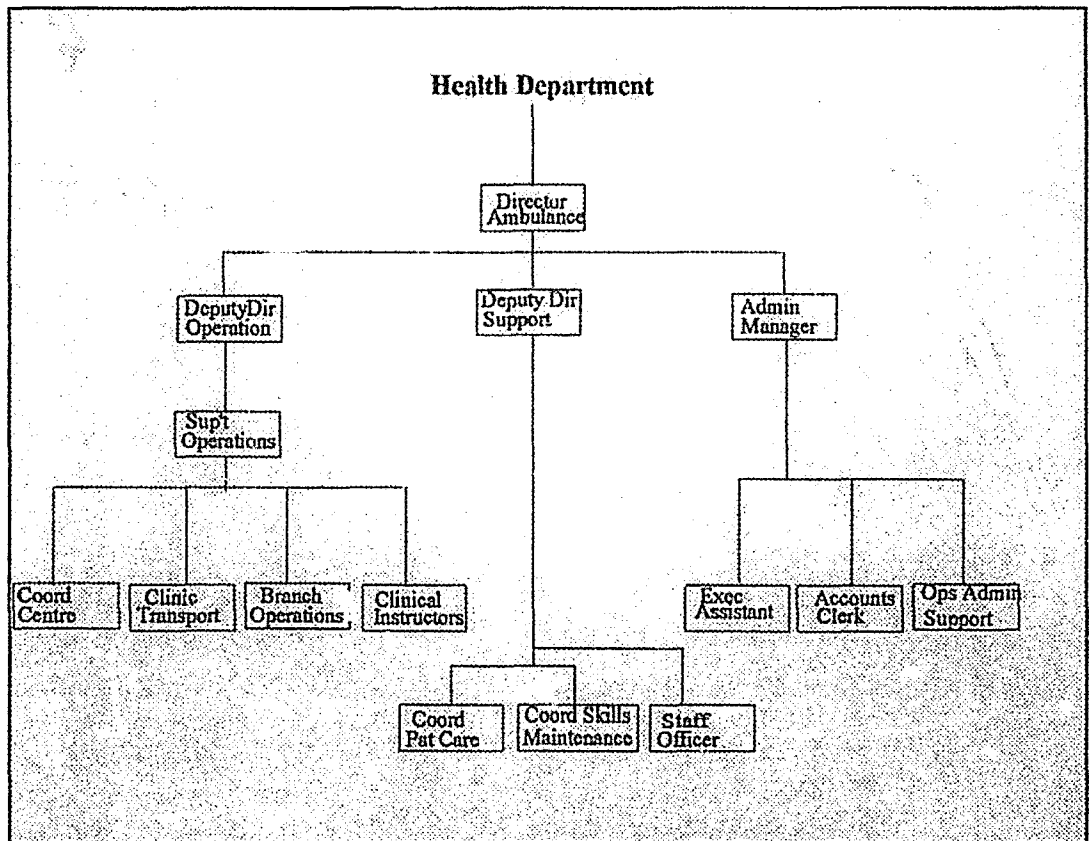 Health Department
Director
Ambulance
DeputyDir
Operation
Deputy Dir
Support
Admin
Manager
Sup't
Operations
Coord
Centre
Clinic
Transport
Branch
Operations
Clinical
Instructors
Exec
Assistant
Accounts
Clerk
Ops Admin
Support
Coord
Pat Care
Coord Skills
Maintenance
Staff
Officer